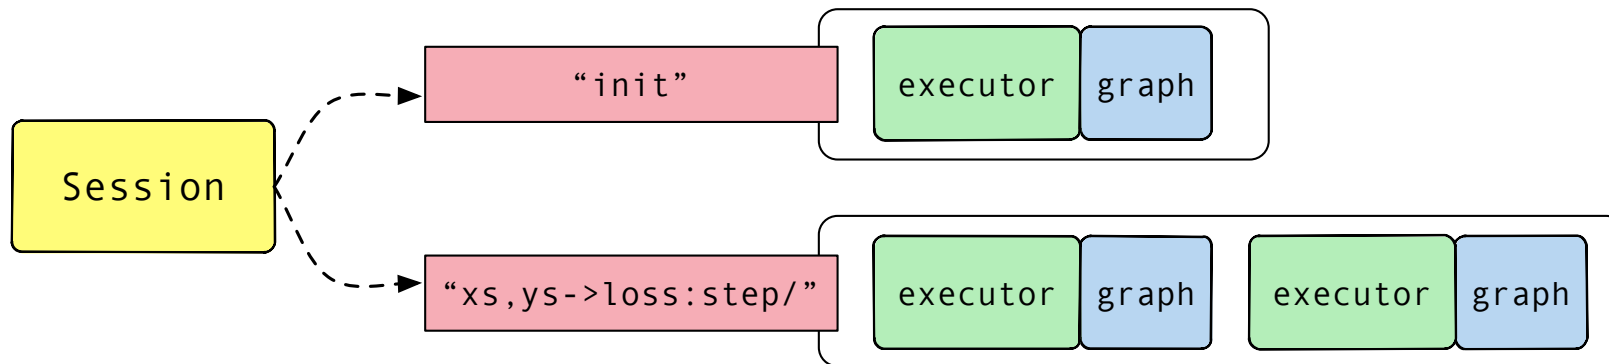 “init”
executor graph
Session
“xs,ys->loss:step/”
executor graph executor graph